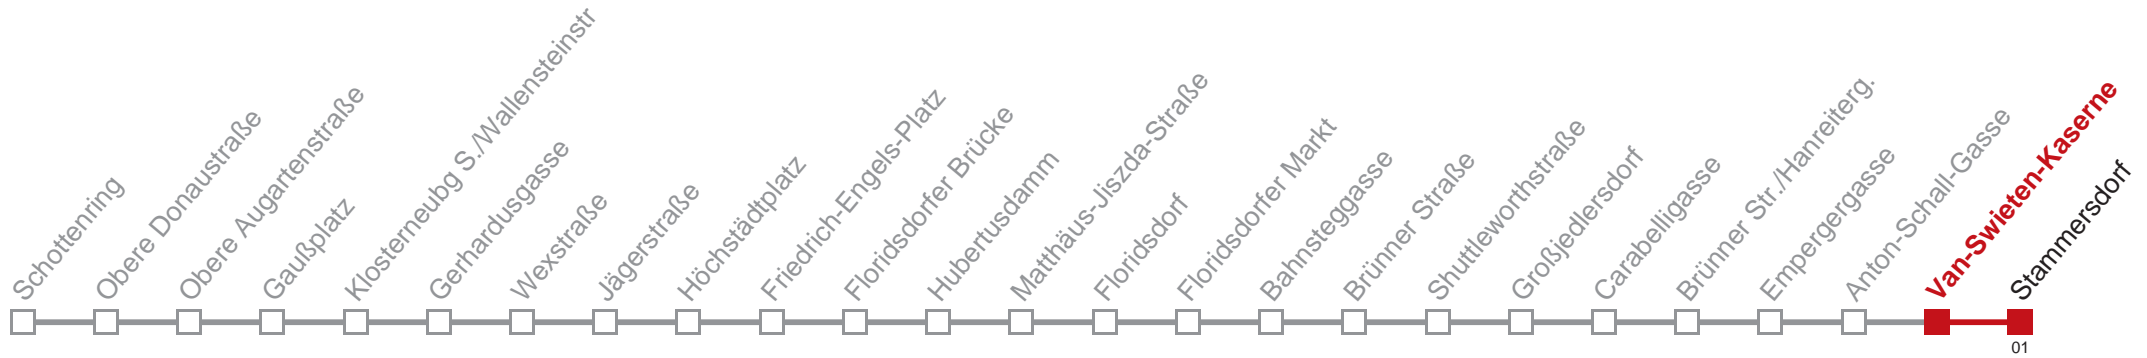 Schottenring
Obere Donaustraße
Obere Augartenstraße
Gaußplatz
Klosterneubg S./Wallensteinstr
Gerhardusgasse
Wexstraße
Jägerstraße
Höchstädtplatz
Friedrich-Engels-Platz
Floridsdorfer Brücke
Hubertusdamm
Matthäus-Jiszda-Straße
Floridsdorf
Floridsdorfer Markt
Bahnsteggasse
Brünner Straße
Shuttleworthstraße
Großjedlersdorf
Carabelligasse
Brünner Str./Hanreiterg.
Empergergasse
Anton-Schall-Gasse
Van-Swieten-Kaserne
Stammersdorf
01